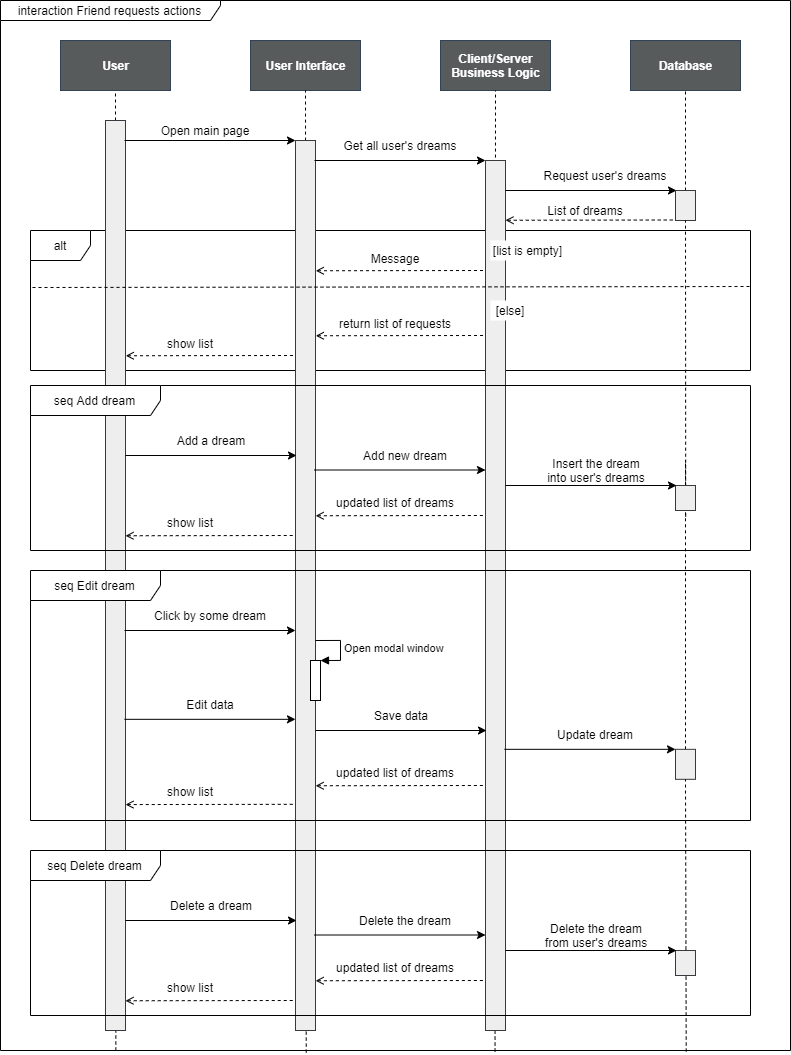 interaction Friend requests actions
User
User Interface
Client/Server
Business Logic
Database
Open main page
Get all user's dreams
Request user's dreams
List of dreams
alt
[list is empty]
Message
[else]
return list of requests
show list
seq Add dream
Add a dream
Add new dream
Insert the dream
into user's dreams
updated list of dreams
show list
seq Edit dream
Click by some dream
Open modal window
Edit data
Save data
Update dream
updated list of dreams
show list
seq Delete dream
Delete a dream
Delete the dream
Delete the dream
from user's dreams
updated list of dreams
show list